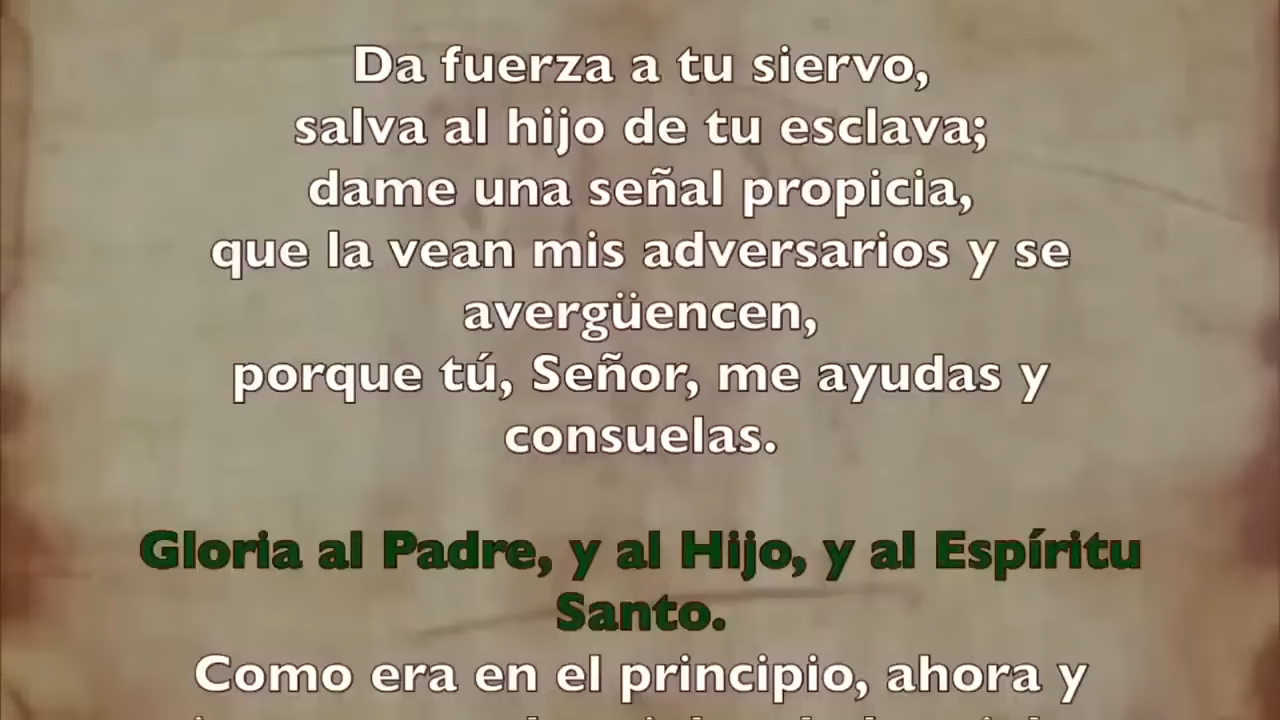 Da fuerza a tu siervo,
salva al hijo de tu esclava;
dame una señal propicia,
que la vean mis adversarios y se
avergüencen,
porque tú, Señor, me ayudas y
consuelas.
Gloria al Padre, y al Hijo, y al Espíritu
Santo.
Como era en el principio, ahora y